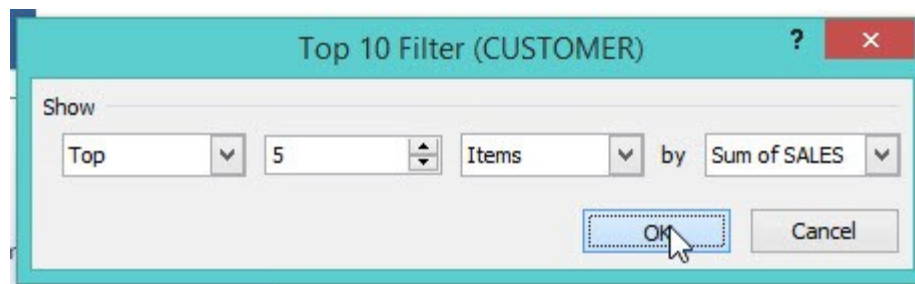 Top 10 Filter (CUSTOMER) ?
Show
Top 5 Items by Sum of SALES
OK Cancel